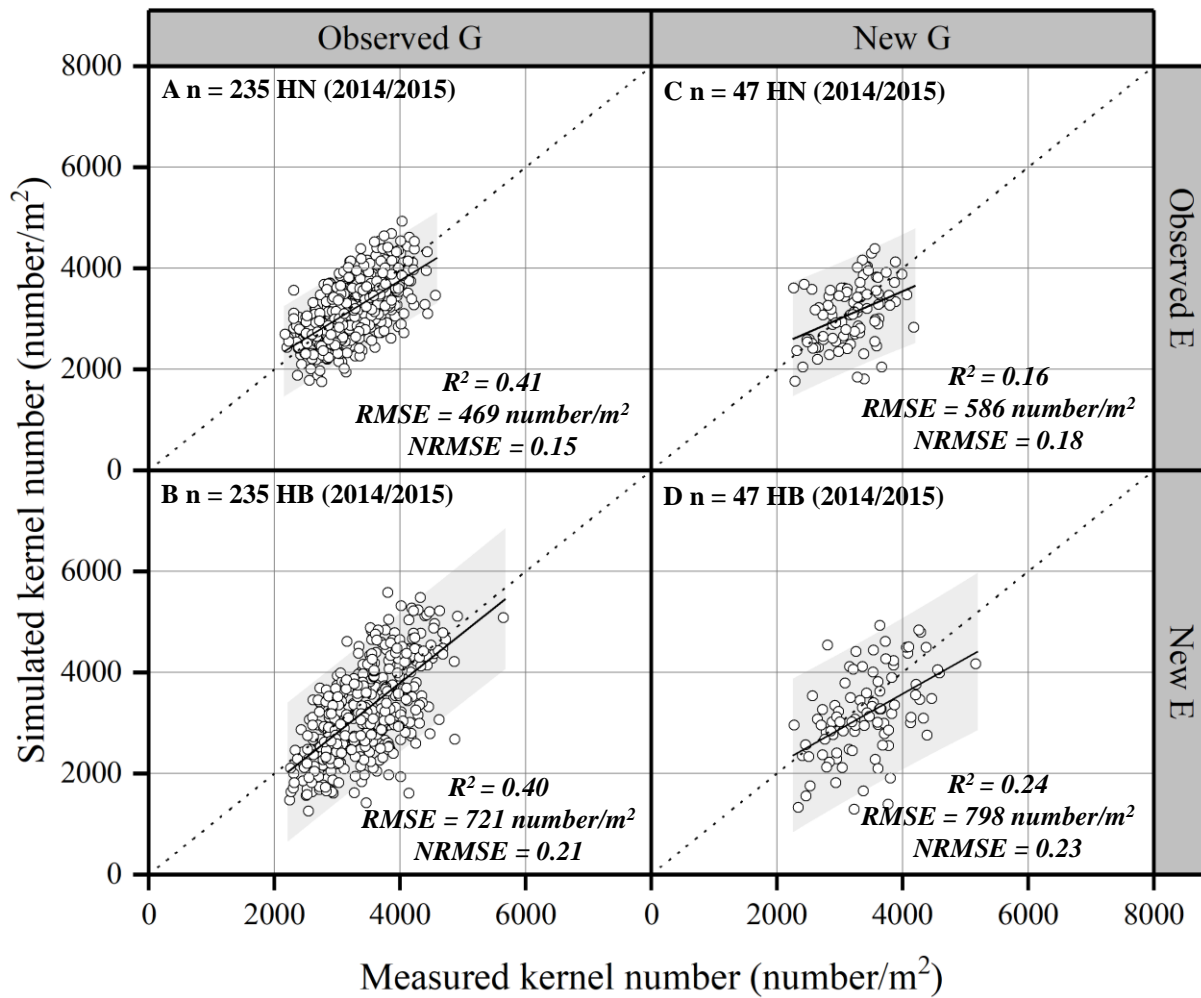 Observed G
New G
8000
6000
4000
2000
0
A n = 235 HN (2014/2015)
R² = 0.41
RMSE = 469 number/m²
NRMSE = 0.15
C n = 47 HN (2014/2015)
R² = 0.16
RMSE = 586 number/m²
NRMSE = 0.18
Observed E
6000
4000
2000
0
B n = 235 HB (2014/2015)
R² = 0.40
RMSE = 721 number/m²
NRMSE = 0.21
D n = 47 HB (2014/2015)
R² = 0.24
RMSE = 798 number/m²
NRMSE = 0.23
New E
0
2000
4000
6000
0
2000
4000
6000
8000
Simulated kernel number (number/m²)
Measured kernel number (number/m²)